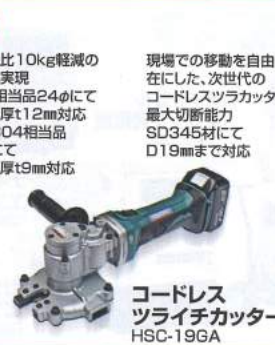 比10kg軽減の
実現
相当品24φにて
厚t12㎜対応
04相当品
にて
厚t9㎜対応
現場での移動を自由
在にした、次世代の
コードレスツラカッタ
最大切断能力
SD345材にて
D19㎜まで対応
コードレス
ツライチカッター
HSC-19GA